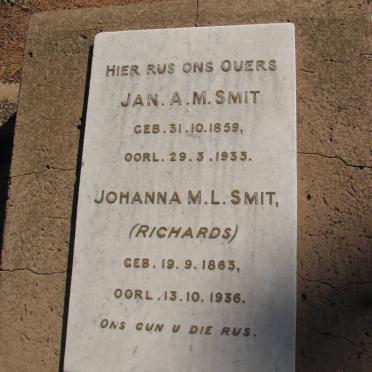 HIER RUS ONS OUERS
JAN. A. M. SMIT
GEB. 31. 10. 1859,
OORL. 29. 3. 1933.
JOHANNA M. L. SMIT,
(RICHARDS)
GEB. 19. 9. 1863,
OORL. 13. 10. 1936.
ONS GUN U DIE RUS.